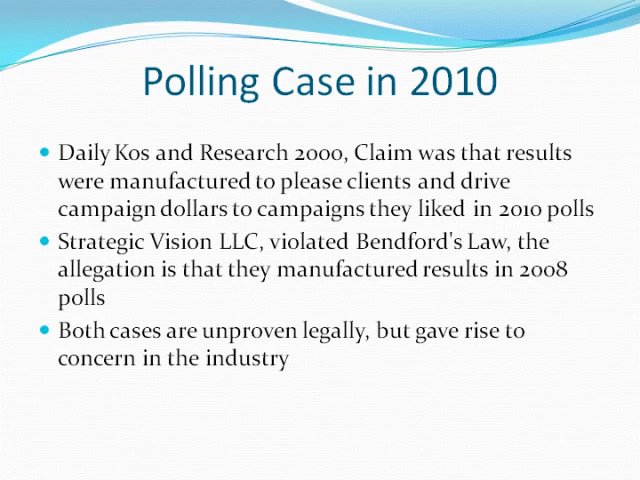 Polling Case in 2010
• Daily Kos and Research 2000, Claim was that results
were manufactured to please clients and drive
campaign dollars to campaigns they liked in 2010 polls
• Strategic Vision LLC, violated Bendford's Law, the
allegation is that they manufactured results in 2008
polls
• Both cases are unproven legally, but gave rise to
concern in the industry